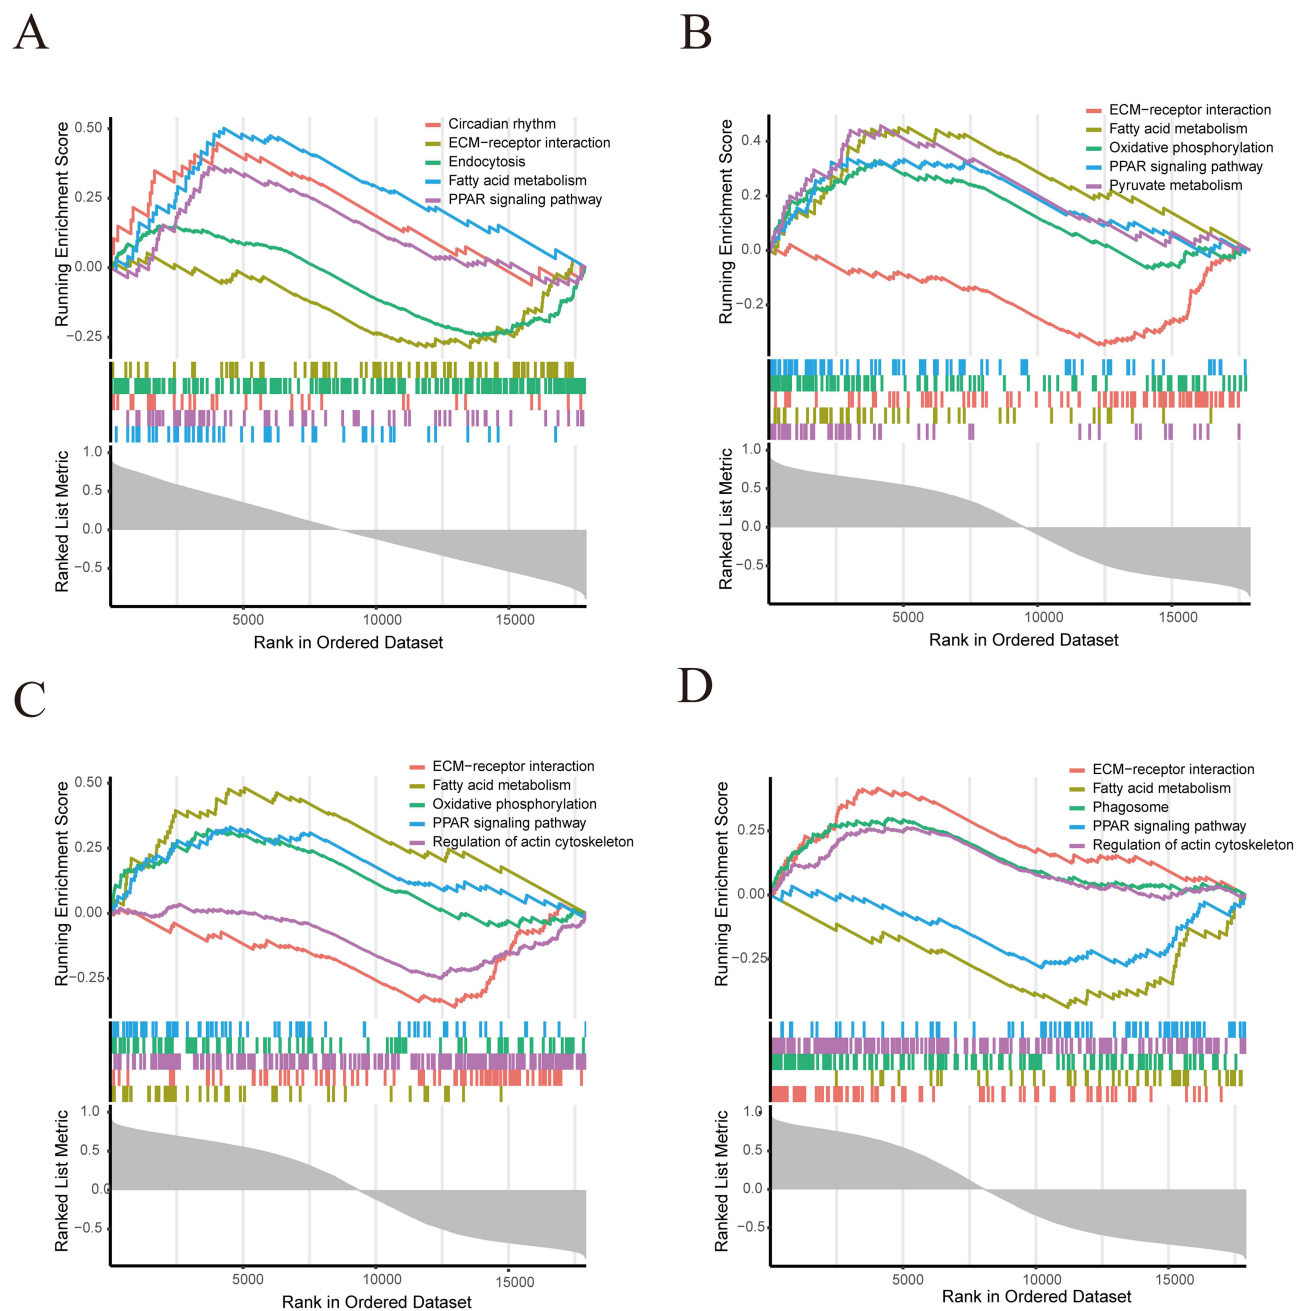 A
Circadian rhythm
ECM−receptor interaction
Endocytosis
Fatty acid metabolism
PPAR signaling pathway
Running Enrichment Score
0.50
0.25
0.00
−0.25
Ranked List Metric
1.0
0.5
0.0
−0.5
5000 10000 15000
Rank in Ordered Dataset
B
ECM−receptor interaction
Fatty acid metabolism
Oxidative phosphorylation
PPAR signaling pathway
Pyruvate metabolism
Running Enrichment Score
0.4
0.2
0.0
−0.2
Ranked List Metric
1.0
0.5
0.0
−0.5
5000 10000 15000
Rank in Ordered Dataset
C
ECM−receptor interaction
Fatty acid metabolism
Oxidative phosphorylation
PPAR signaling pathway
Regulation of actin cytoskeleton
Running Enrichment Score
0.50
0.25
0.00
−0.25
Ranked List Metric
1.0
0.5
0.0
−0.5
5000 10000 15000
Rank in Ordered Dataset
D
ECM−receptor interaction
Fatty acid metabolism
Phagosome
PPAR signaling pathway
Regulation of actin cytoskeleton
Running Enrichment Score
0.25
0.00
−0.25
Ranked List Metric
1.0
0.5
0.0
−0.5
5000 10000 15000
Rank in Ordered Dataset